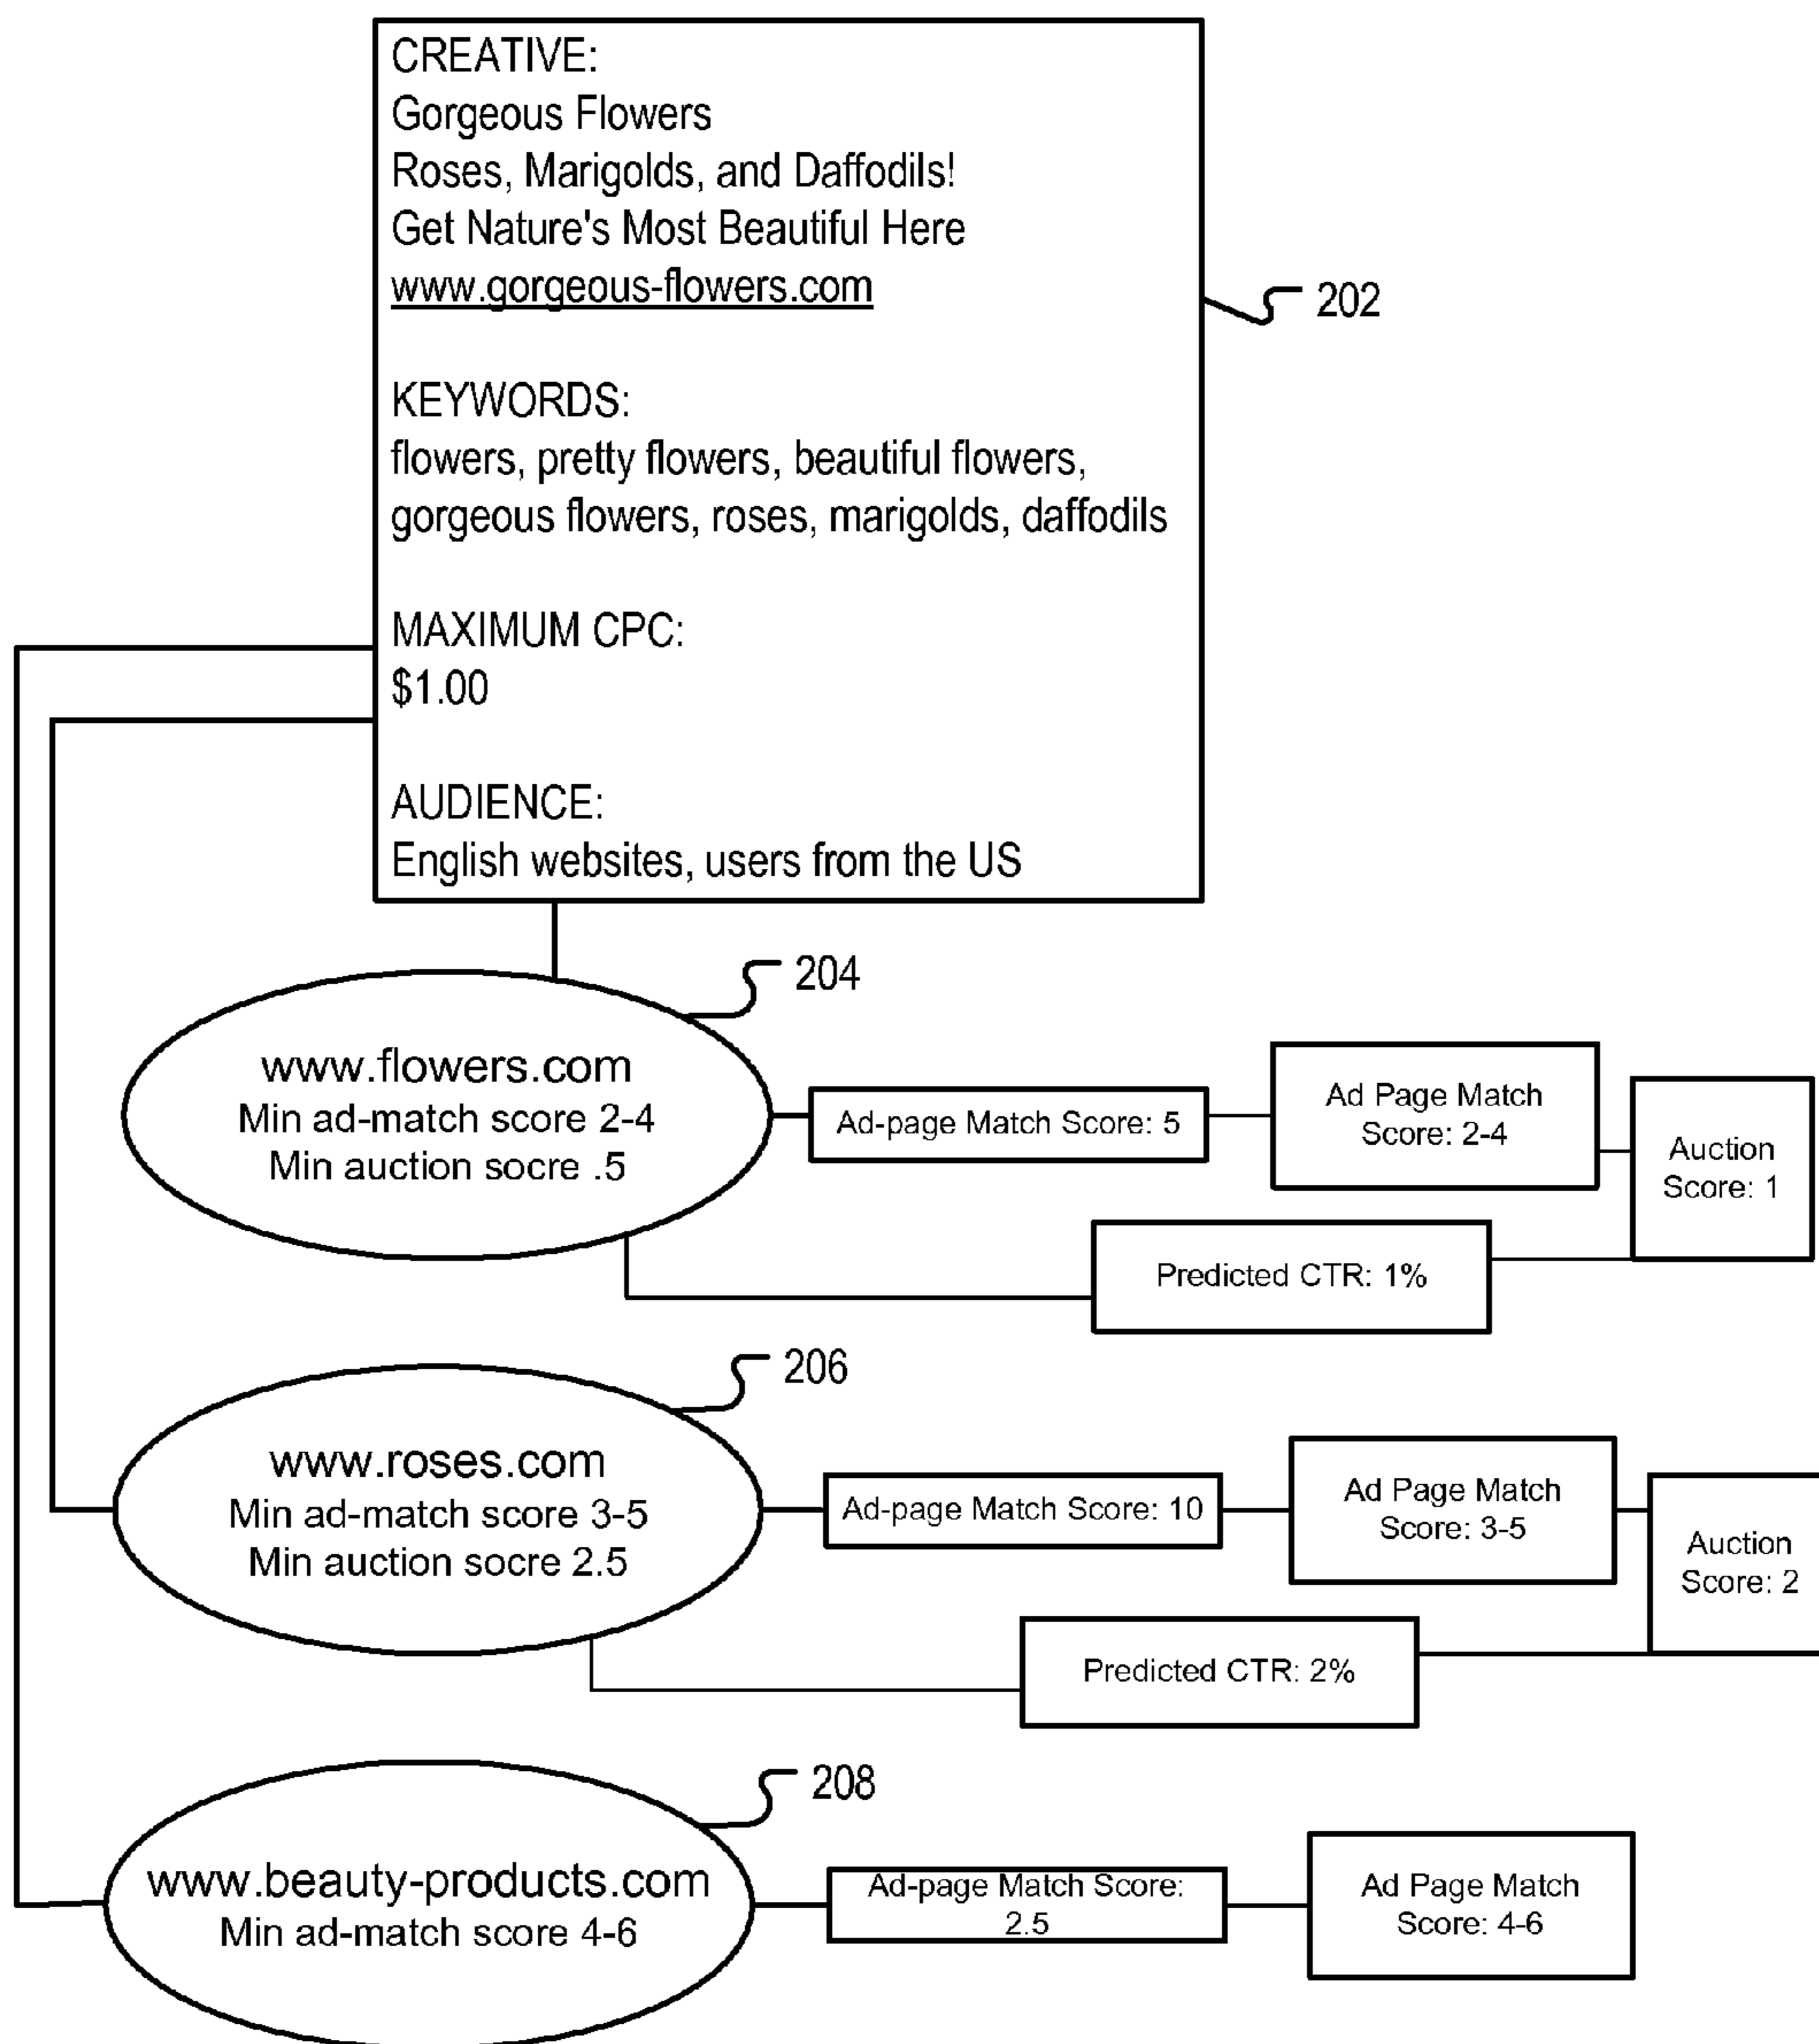 CREATIVE:
Gorgeous Flowers
Roses, Marigolds, and Daffodils!
Get Nature's Most Beautiful Here
www.gorgeous-flowers.com
KEYWORDS:
flowers, pretty flowers, beautiful flowers,
gorgeous flowers, roses, marigolds, daffodils
MAXIMUM CPC:
$1.00
AUDIENCE:
English websites, users from the US
202
204
www.flowers.com
Min ad-match score 2-4
Min auction socre .5
Ad-page Match Score: 5
Ad Page Match
Score: 2-4
Auction
Score: 1
Predicted CTR: 1%
206
www.roses.com
Min ad-match score 3-5
Min auction socre 2.5
Ad-page Match Score: 10
Ad Page Match
Score: 3-5
Auction
Score: 2
Predicted CTR: 2%
208
www.beauty-products.com
Min ad-match score 4-6
Ad-page Match Score:
2.5
Ad Page Match
Score: 4-6